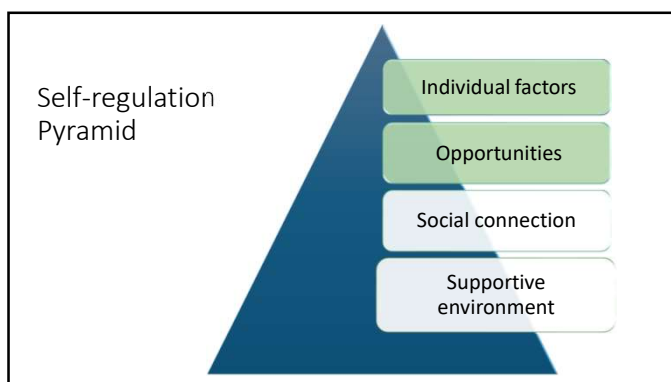 Self-regulation
Pyramid
Individual factors
Opportunities
Social connection
Supportive
environment